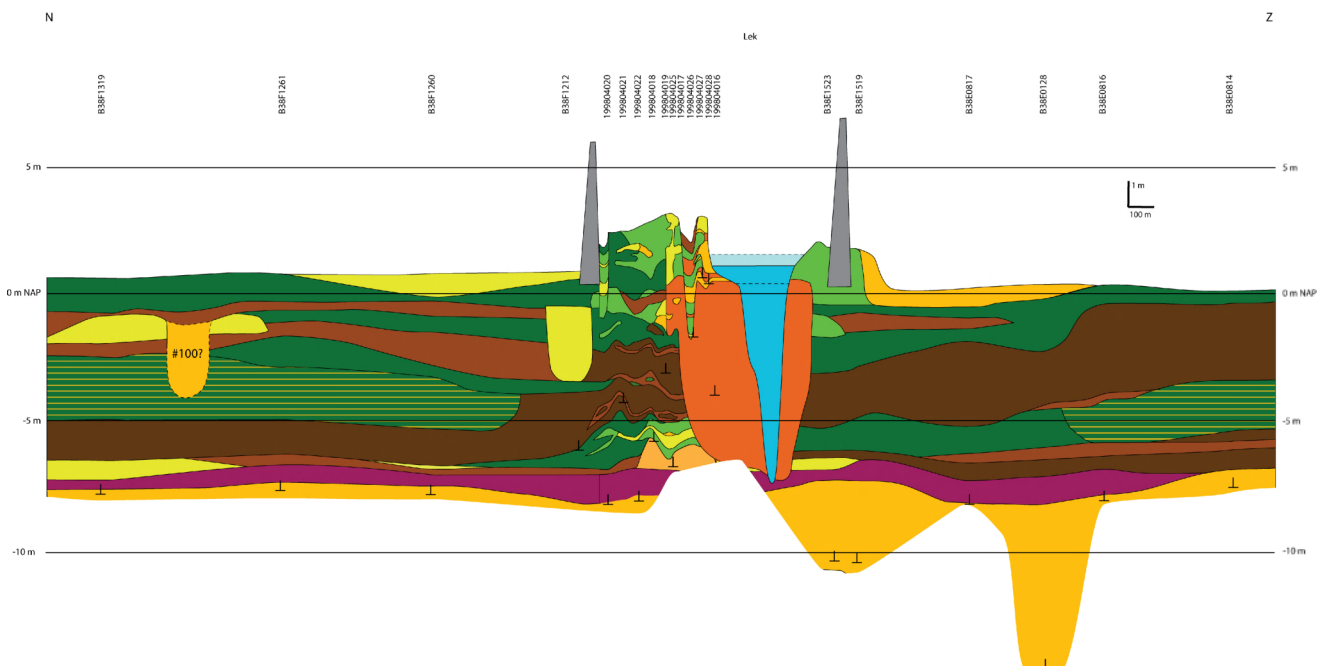 N
Z
Lek
B38F1319
B38F1261
B38F1260
B38F1212
199804020
199804021
199804022
199804018
199804019
199804025
199804017
199804026
199804027
199804028
199804016
B38E1523
B38E1519
B38E0817
B38E0128
B38E0816
B38E0814
5 m
5 m
1 m
100 m
0 m NAP
0 m NAP
#100?
-5 m
-5 m
-10 m
-10 m